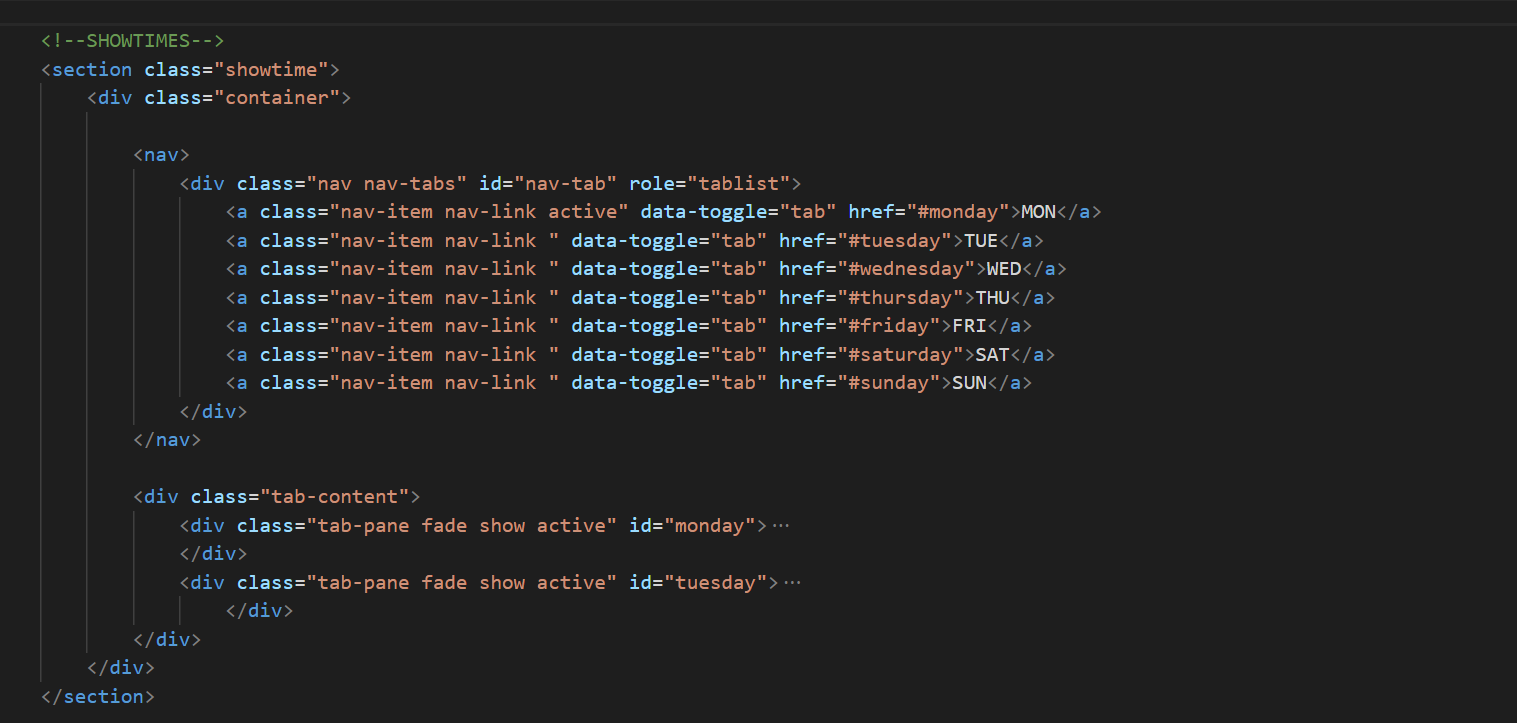 <!--SHOWTIMES-->
<section class="showtime">
    <div class="container">

        <nav>
            <div class="nav nav-tabs" id="nav-tab" role="tablist">
                <a class="nav-item nav-link active" data-toggle="tab" href="#monday">MON</a>
                <a class="nav-item nav-link " data-toggle="tab" href="#tuesday">TUE</a>
                <a class="nav-item nav-link " data-toggle="tab" href="#wednesday">WED</a>
                <a class="nav-item nav-link " data-toggle="tab" href="#thursday">THU</a>
                <a class="nav-item nav-link " data-toggle="tab" href="#friday">FRI</a>
                <a class="nav-item nav-link " data-toggle="tab" href="#saturday">SAT</a>
                <a class="nav-item nav-link " data-toggle="tab" href="#sunday">SUN</a>
            </div>
        </nav>

        <div class="tab-content">
            <div class="tab-pane fade show active" id="monday">···
            </div>
            <div class="tab-pane fade show active" id="tuesday">···
                </div>
        </div>
    </div>
</section>